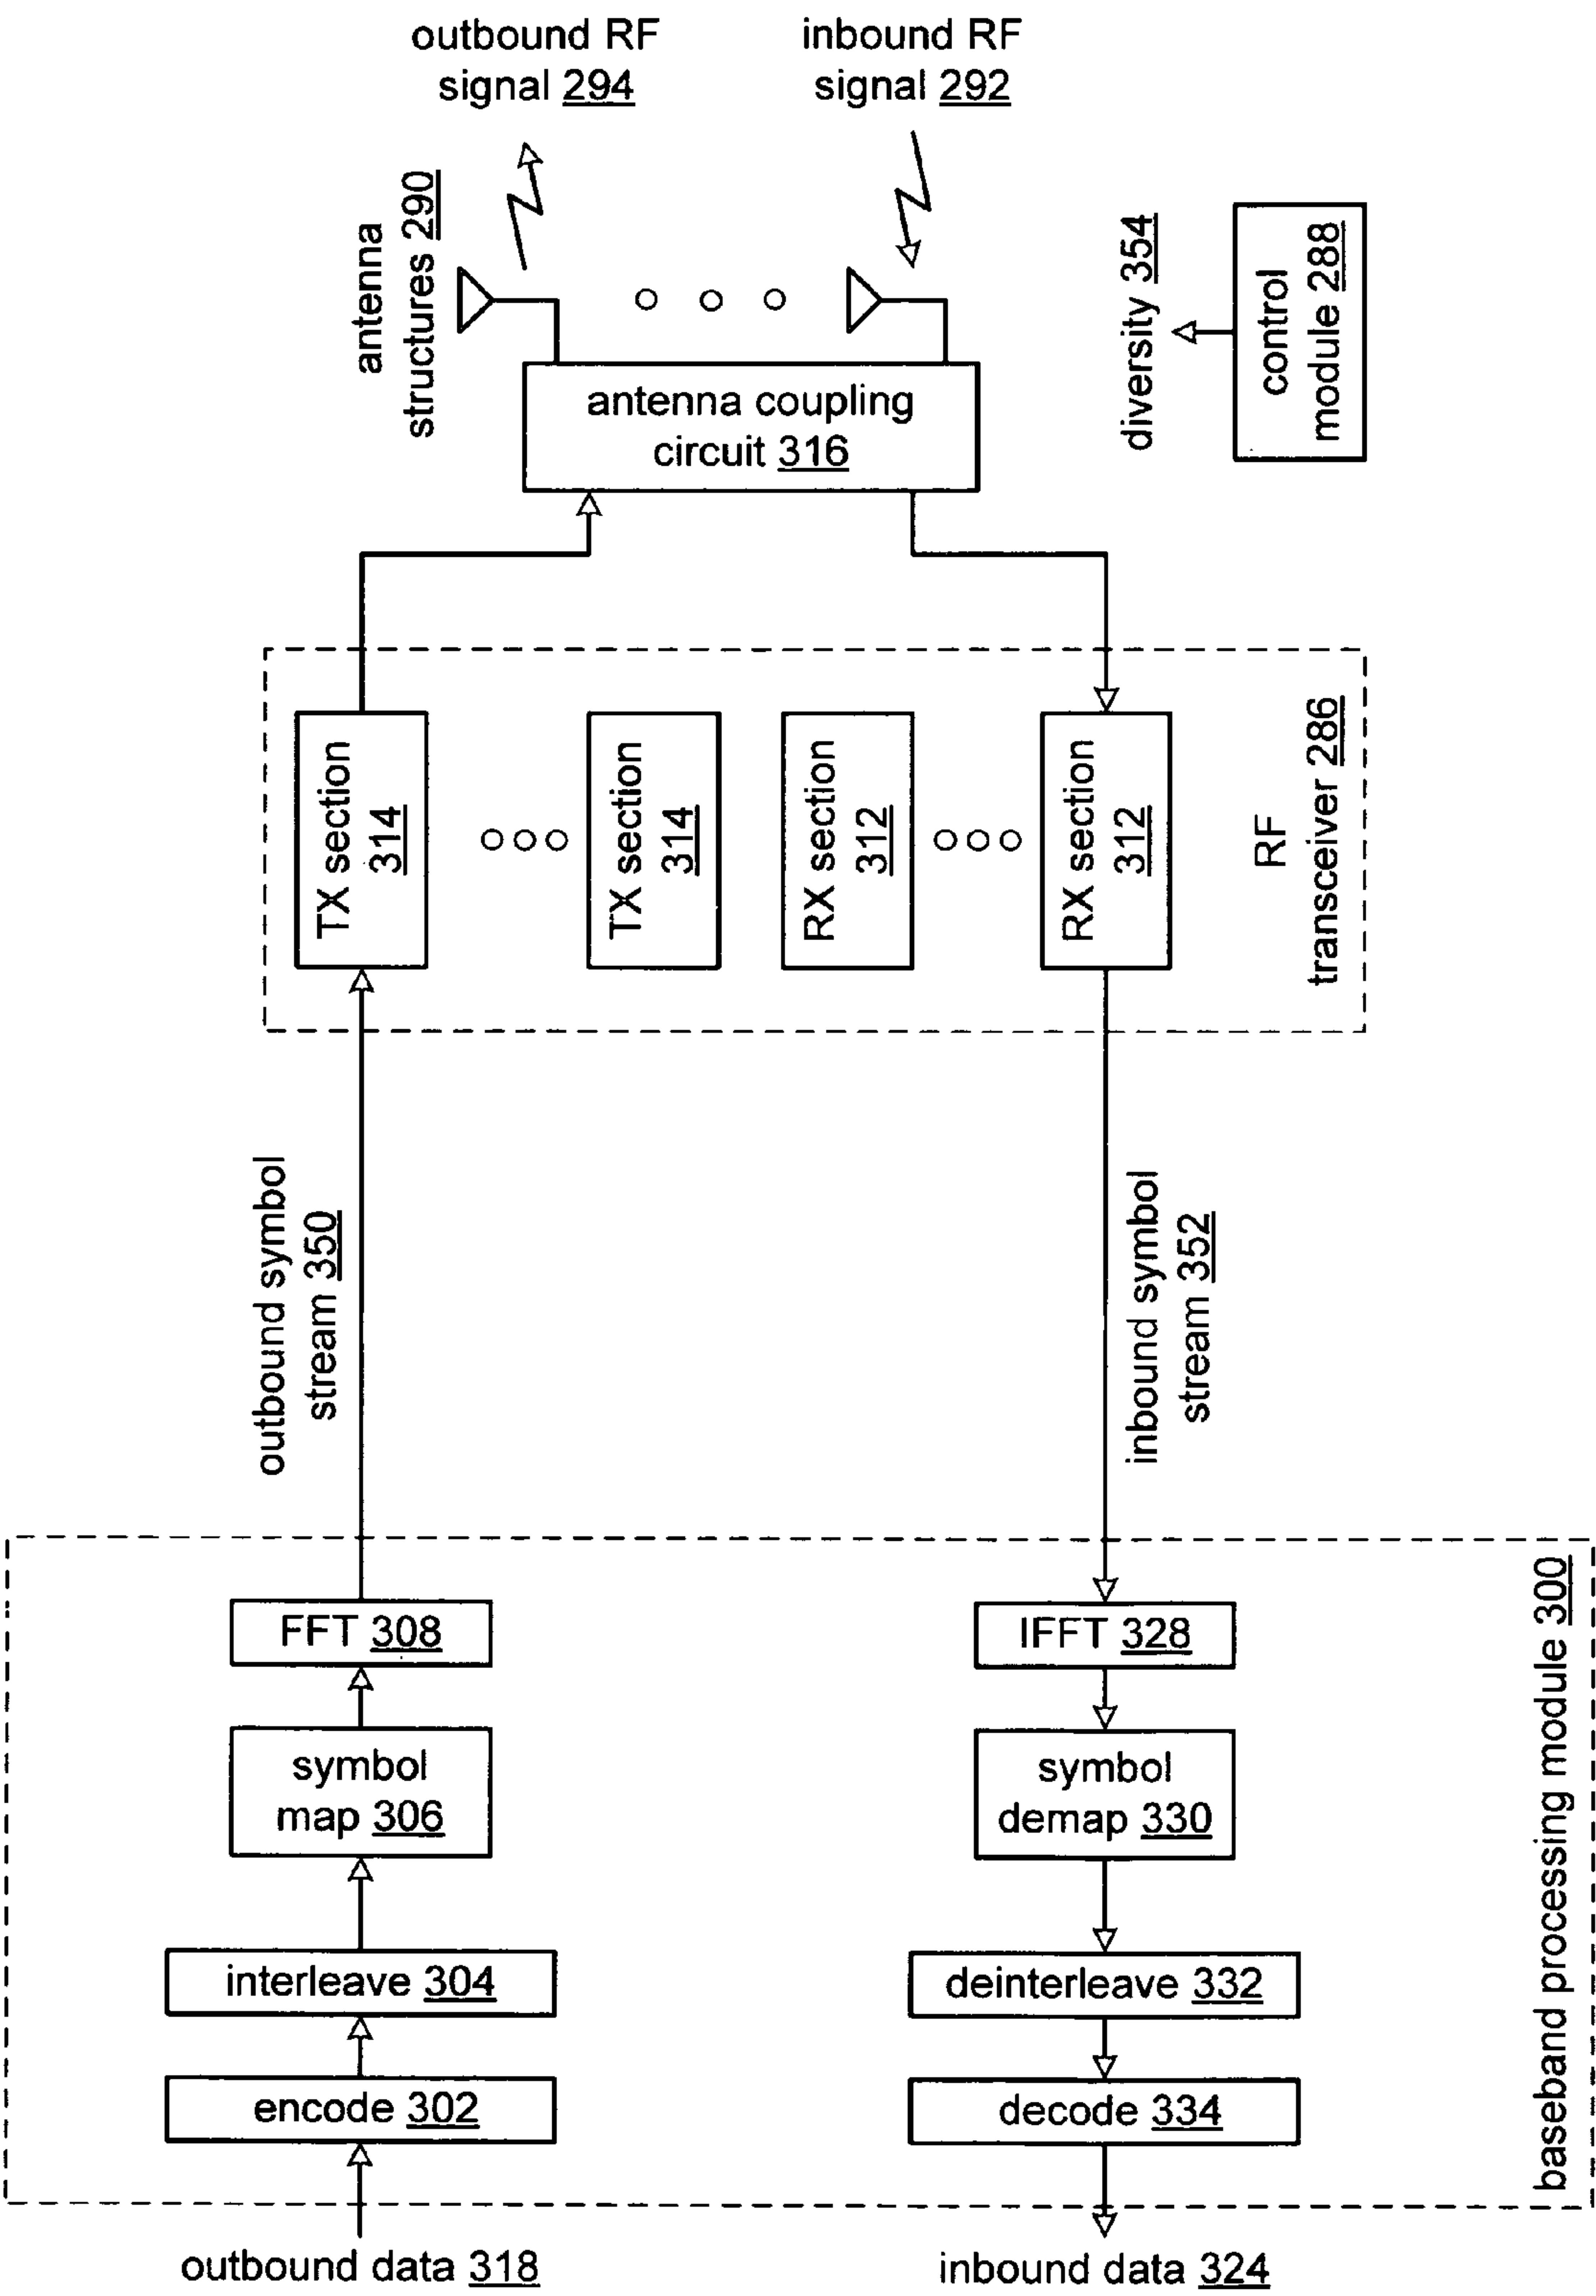 outbound RF
signal 294
inbound RF
signal 292
antenna
structures 290
antenna coupling
circuit 316
diversity 354
control
module 288
TX section
314
TX section
314
RX section
312
RX section
312
RF
transceiver 286
outbound symbol
stream 350
inbound symbol
stream 352
FFT 308
IFFT 328
symbol
map 306
symbol
demap 330
interleave 304
deinterleave 332
encode 302
decode 334
baseband processing module 300
outbound data 318
inbound data 324